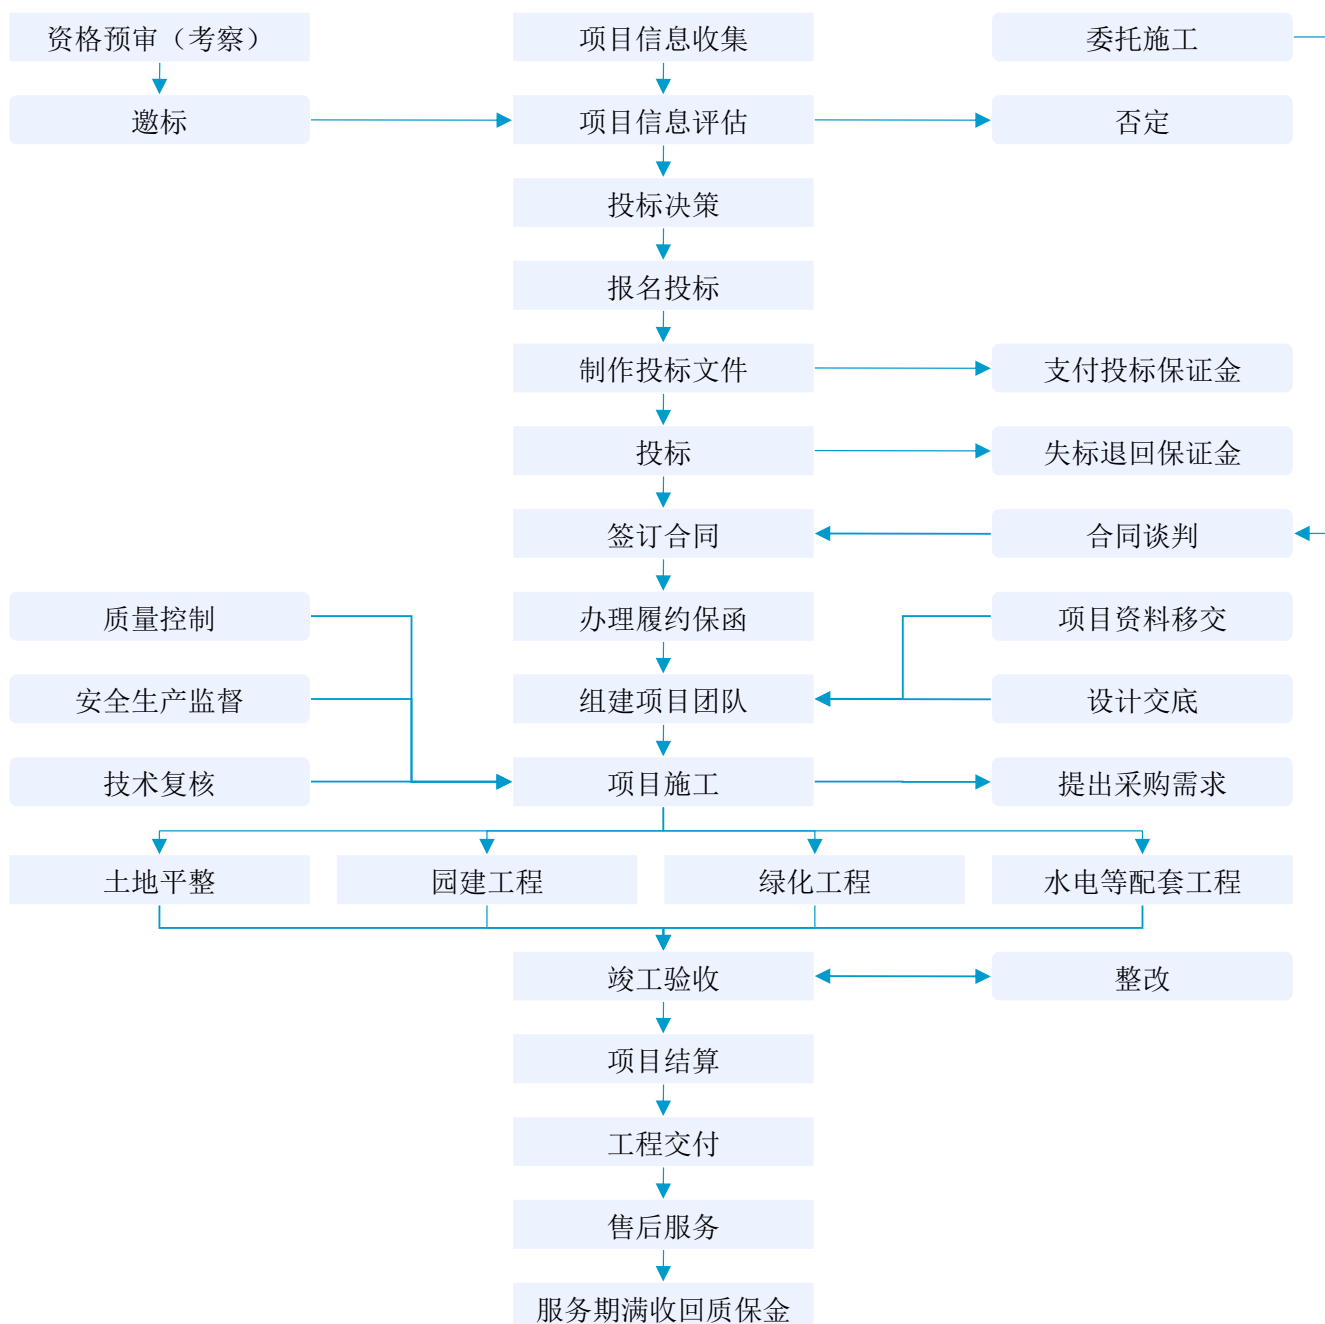 资格预审（考察）
项目信息收集
委托施工
邀标
项目信息评估
否定
投标决策
报名投标
制作投标文件
支付投标保证金
投标
失标退回保证金
签订合同
合同谈判
质量控制
办理履约保函
项目资料移交
安全生产监督
组建项目团队
设计交底
技术复核
项目施工
提出采购需求
土地平整
园建工程
绿化工程
水电等配套工程
竣工验收
整改
项目结算
工程交付
售后服务
服务期满收回质保金